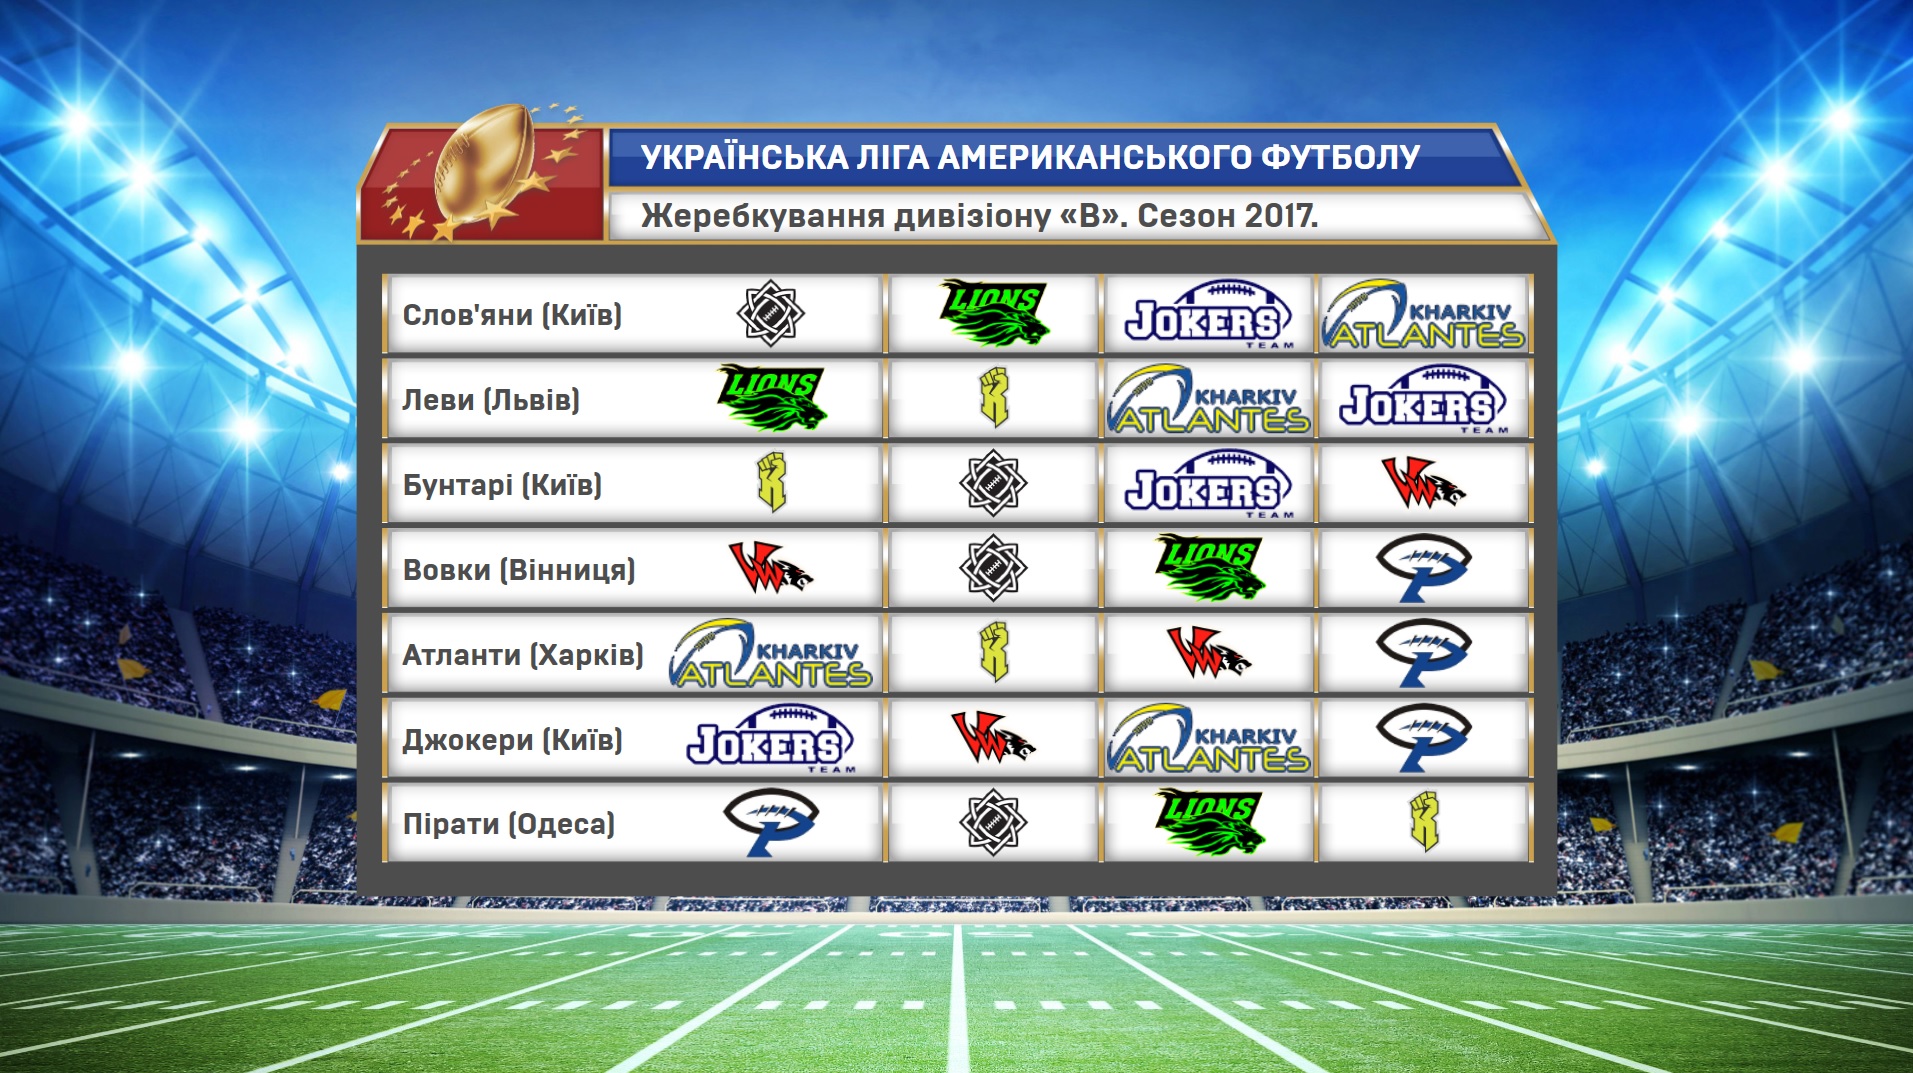 УКРАЇНСЬКА ЛІГА АМЕРИКАНСЬКОГО ФУТБОЛУ
Жеребкування дивізіону «В». Сезон 2017.
Слов'яни (Київ)
LIONS
JOKERS TEAM
KHARKIV ATLANTES
Леви (Львів)
LIONS
KHARKIV ATLANTES
JOKERS TEAM
Бунтарі (Київ)
JOKERS TEAM
Вовки (Вінниця)
LIONS
Атланти (Харків)
KHARKIV ATLANTES
Джокери (Київ)
JOKERS TEAM
KHARKIV ATLANTES
Пірати (Одеса)
LIONS